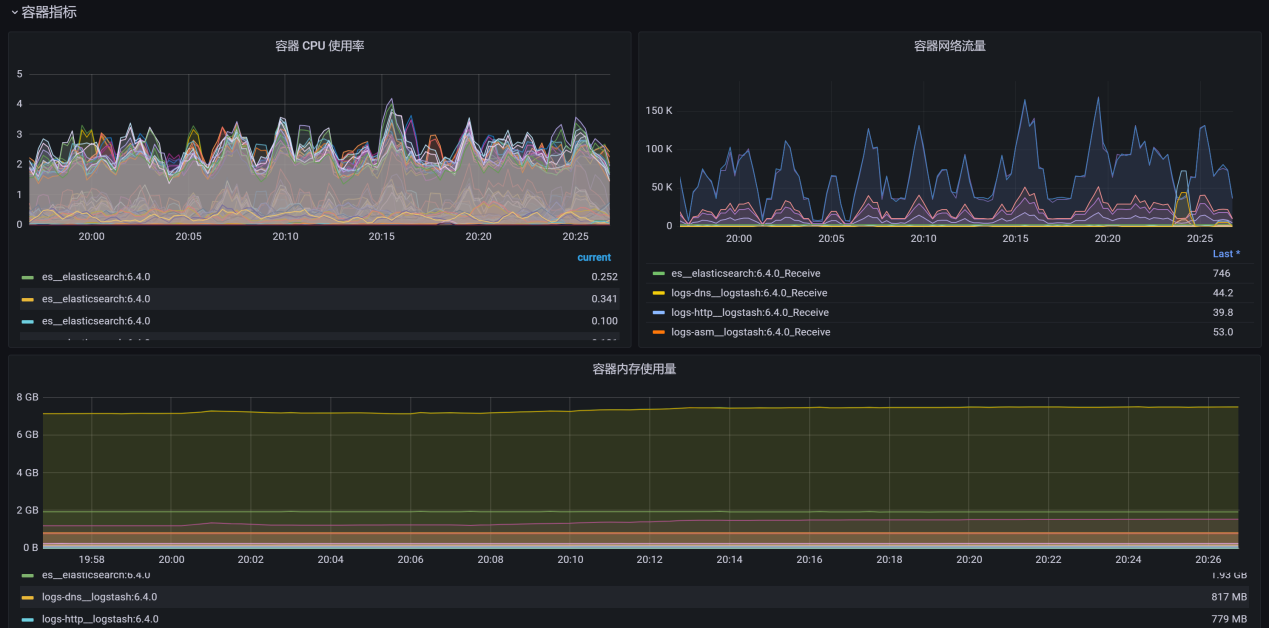 容器指标
容器 CPU 使用率
5
4
3
2
1
0
20:00 20:05 20:10 20:15 20:20 20:25
current
es__elasticsearch:6.4.0 0.252
es__elasticsearch:6.4.0 0.341
es__elasticsearch:6.4.0 0.100
容器网络流量
150 K
100 K
50 K
0
20:00 20:05 20:10 20:15 20:20 20:25
Last *
es__elasticsearch:6.4.0_Receive 746
logs-dns__logstash:6.4.0_Receive 44.2
logs-http__logstash:6.4.0_Receive 39.8
logs-asm__logstash:6.4.0_Receive 53.0
容器内存使用量
8 GB
6 GB
4 GB
2 GB
0 B
19:58 20:00 20:02 20:04 20:06 20:08 20:10 20:12 20:14 20:16 20:18 20:20 20:22 20:24 20:26
es__elasticsearch:6.4.0 1.93 GB
logs-dns__logstash:6.4.0 817 MB
logs-http__logstash:6.4.0 779 MB